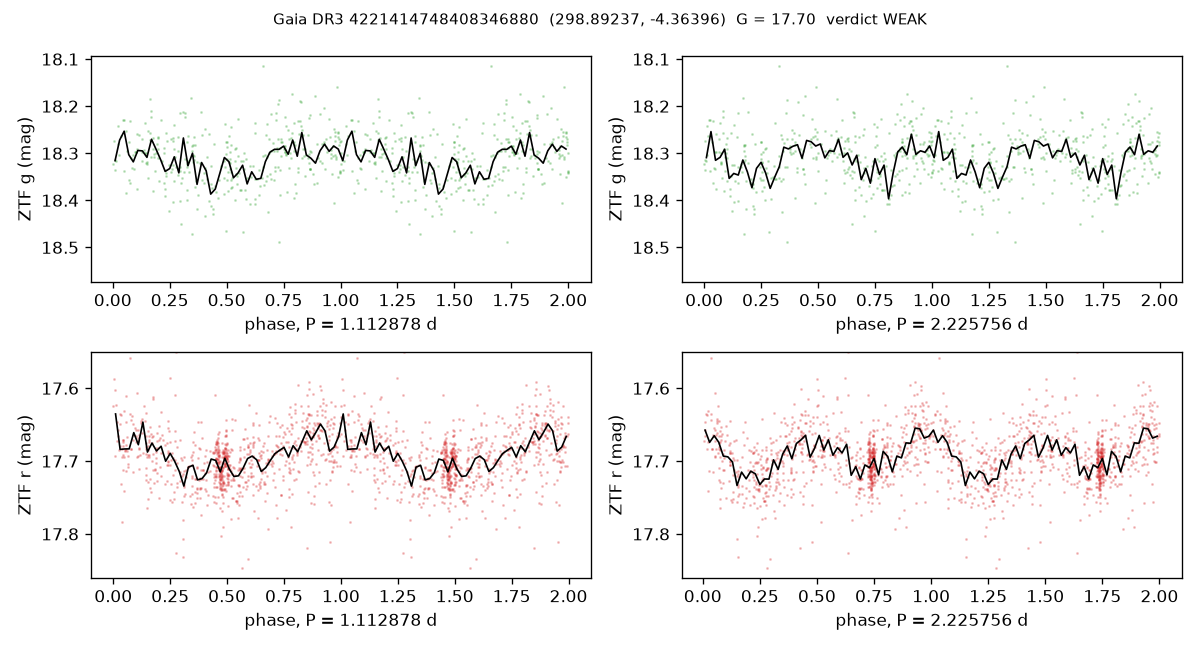 Gaia DR3 4221414748408346880  (298.89237, -4.36396)  G = 17.70  verdict WEAK
ZTF g (mag)
18.1
18.2
18.3
18.4
18.5
0.00 0.25 0.50 0.75 1.00 1.25 1.50 1.75 2.00
phase, P = 1.112878 d
ZTF g (mag)
18.1
18.2
18.3
18.4
18.5
0.00 0.25 0.50 0.75 1.00 1.25 1.50 1.75 2.00
phase, P = 2.225756 d
ZTF r (mag)
17.6
17.7
17.8
0.00 0.25 0.50 0.75 1.00 1.25 1.50 1.75 2.00
phase, P = 1.112878 d
ZTF r (mag)
17.6
17.7
17.8
0.00 0.25 0.50 0.75 1.00 1.25 1.50 1.75 2.00
phase, P = 2.225756 d